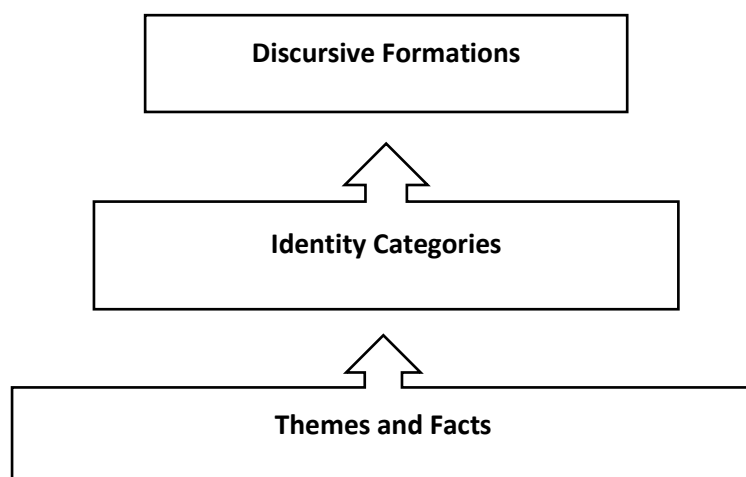 Discursive Formations
Identity Categories
Themes and Facts